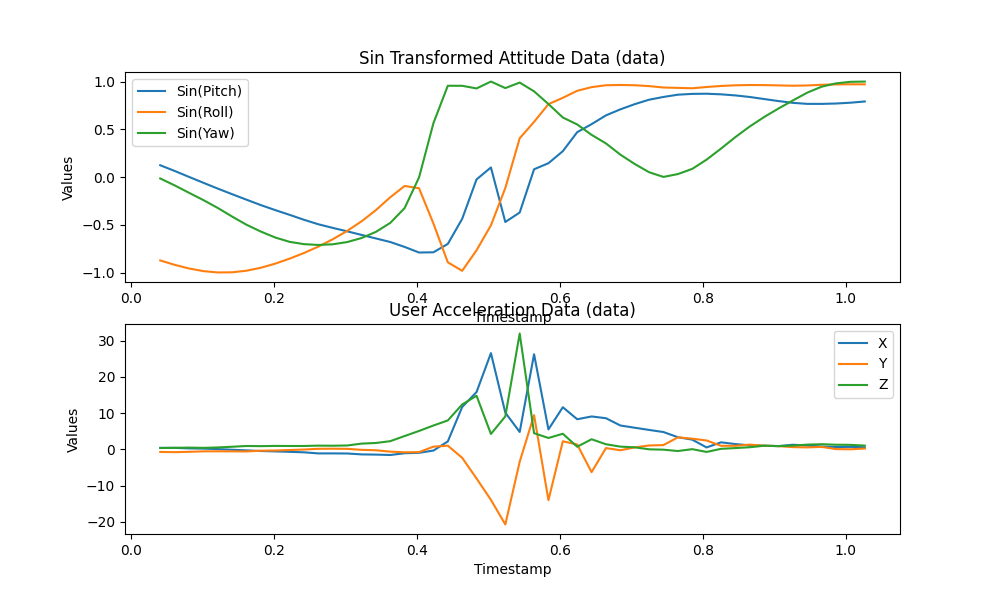 Sin Transformed Attitude Data (data)
Values
1.0
0.5
0.0
−0.5
−1.0
Sin(Pitch)
Sin(Roll)
Sin(Yaw)
0.0 0.2 0.4 0.6 0.8 1.0
Timestamp
User Acceleration Data (data)
Values
30
20
10
0
−10
−20
X
Y
Z
0.0 0.2 0.4 0.6 0.8 1.0
Timestamp